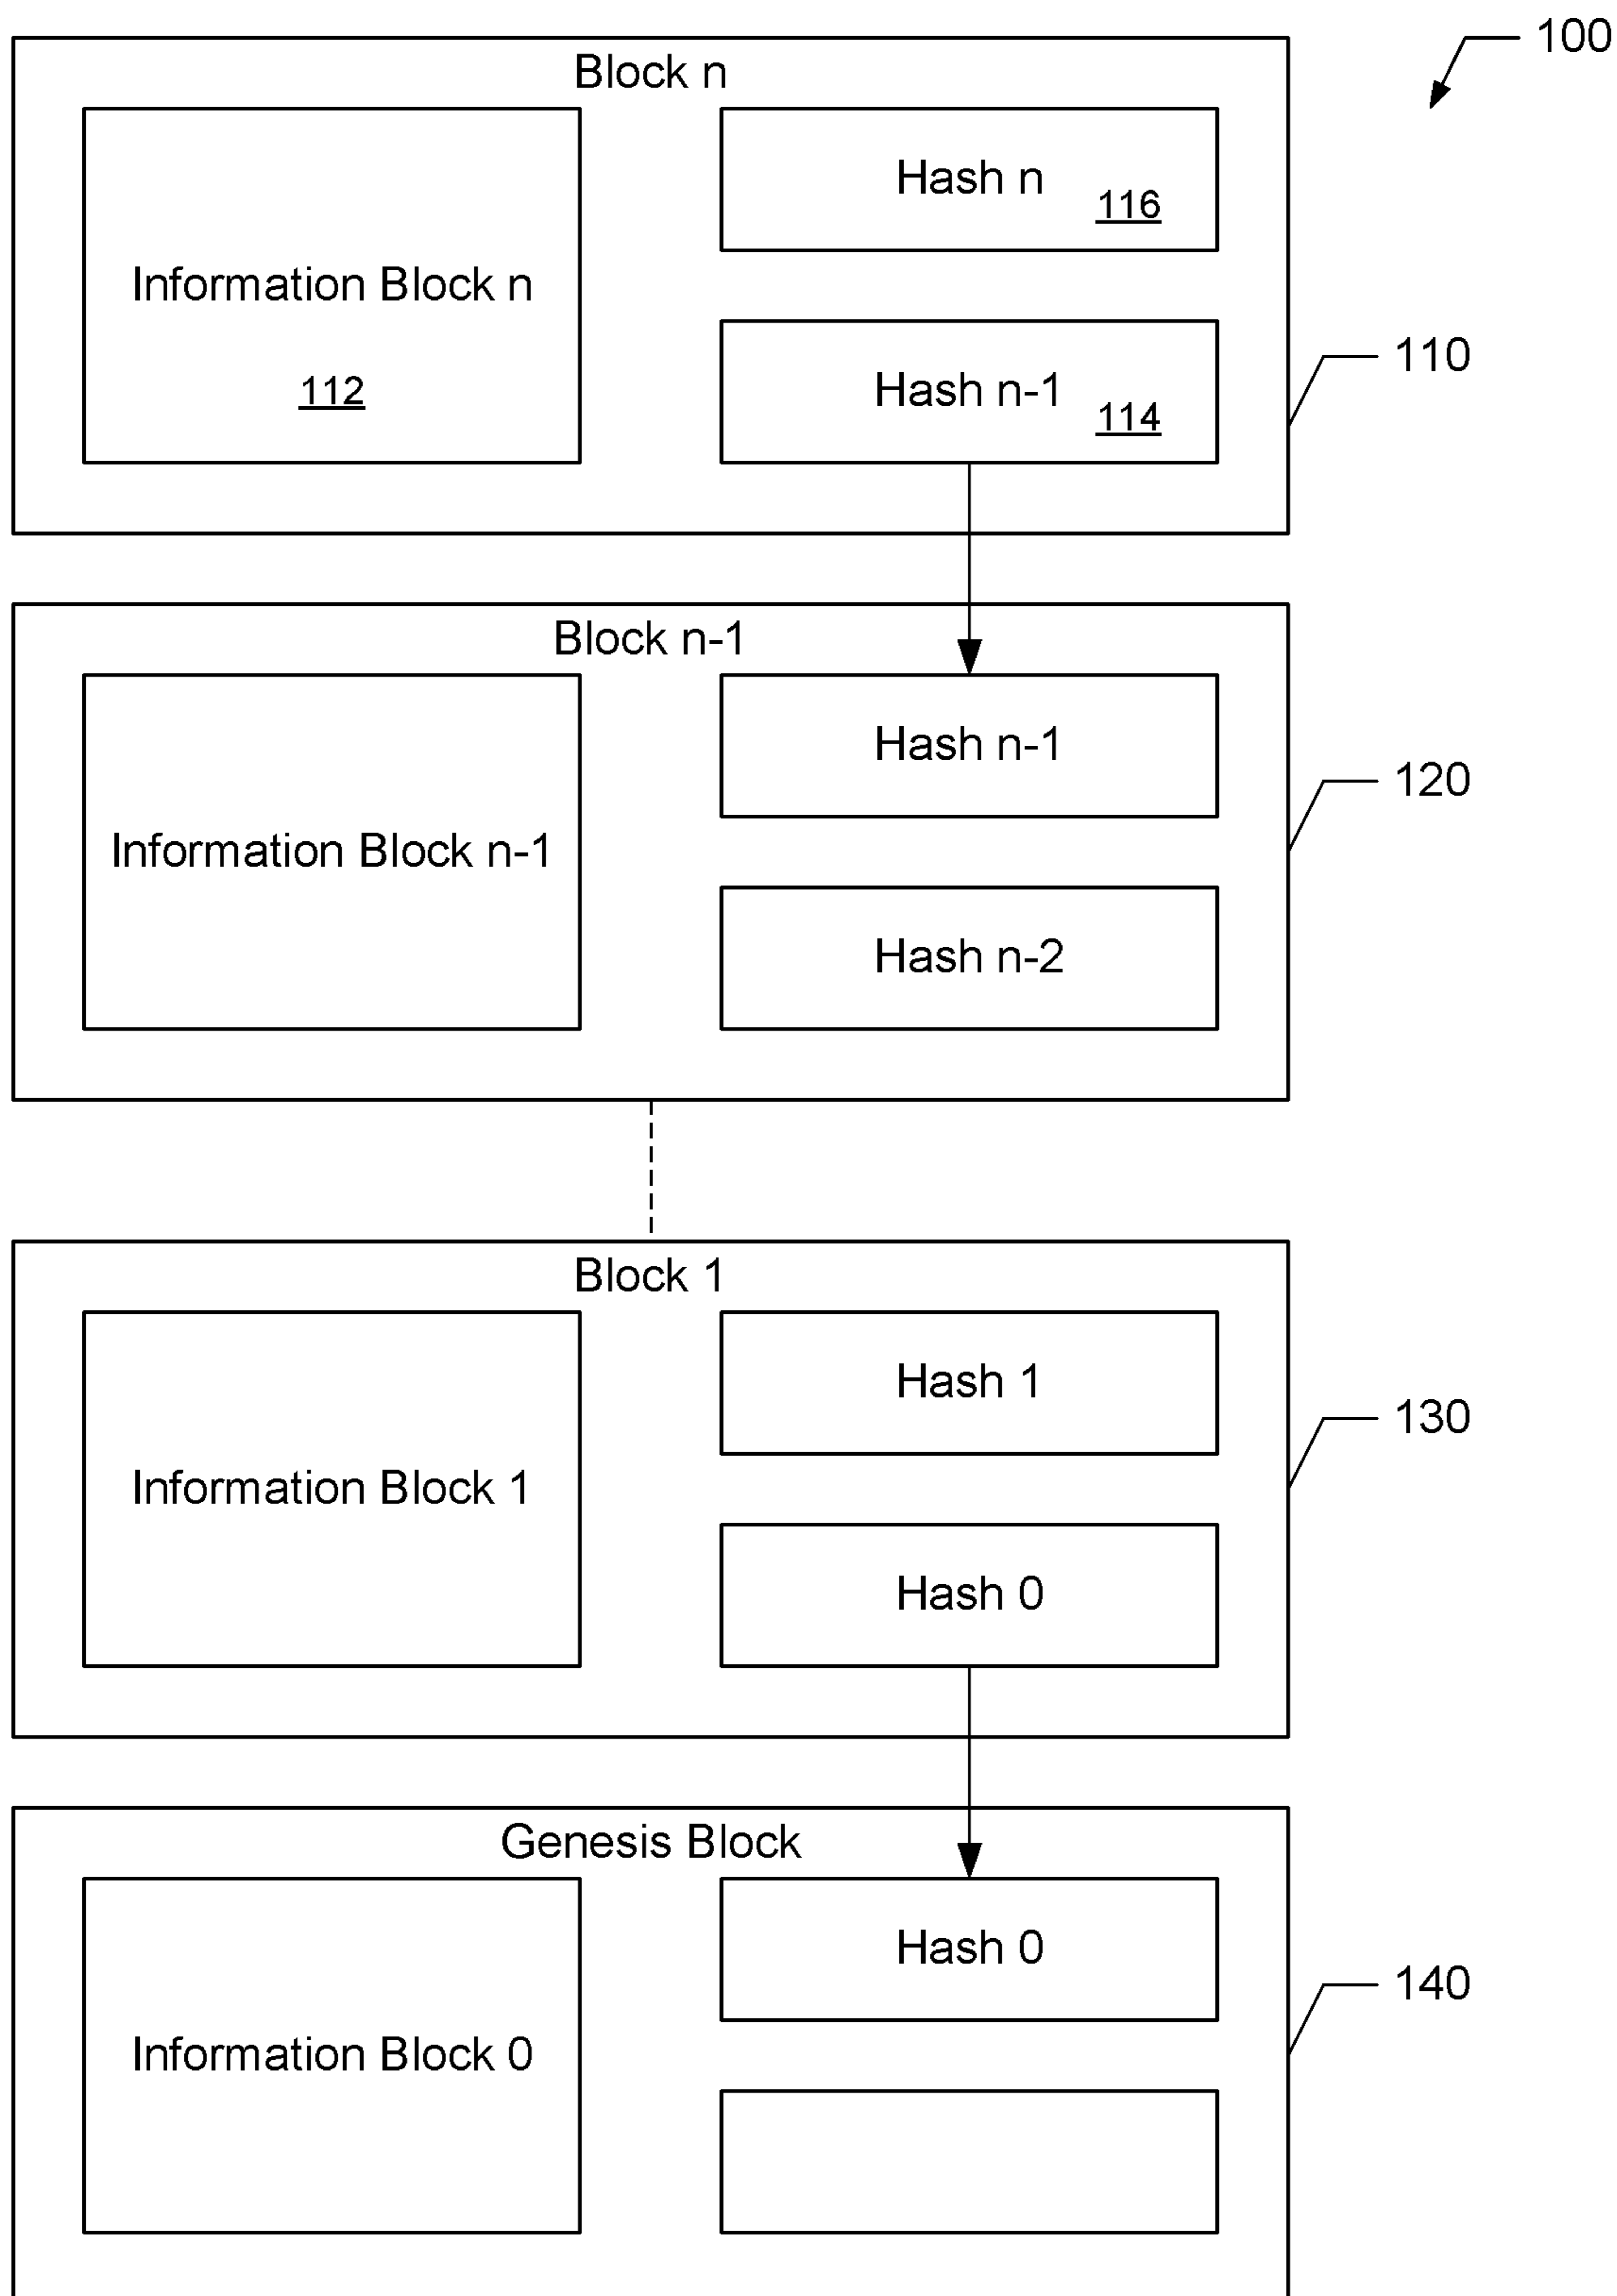 100
Block n
Hash n
116
Information Block n
112
110
Hash n-1
114
Block n-1
Hash n-1
120
Information Block n-1
Hash n-2
Block 1
Hash 1
130
Information Block 1
Hash 0
Genesis Block
Hash 0
140
Information Block 0